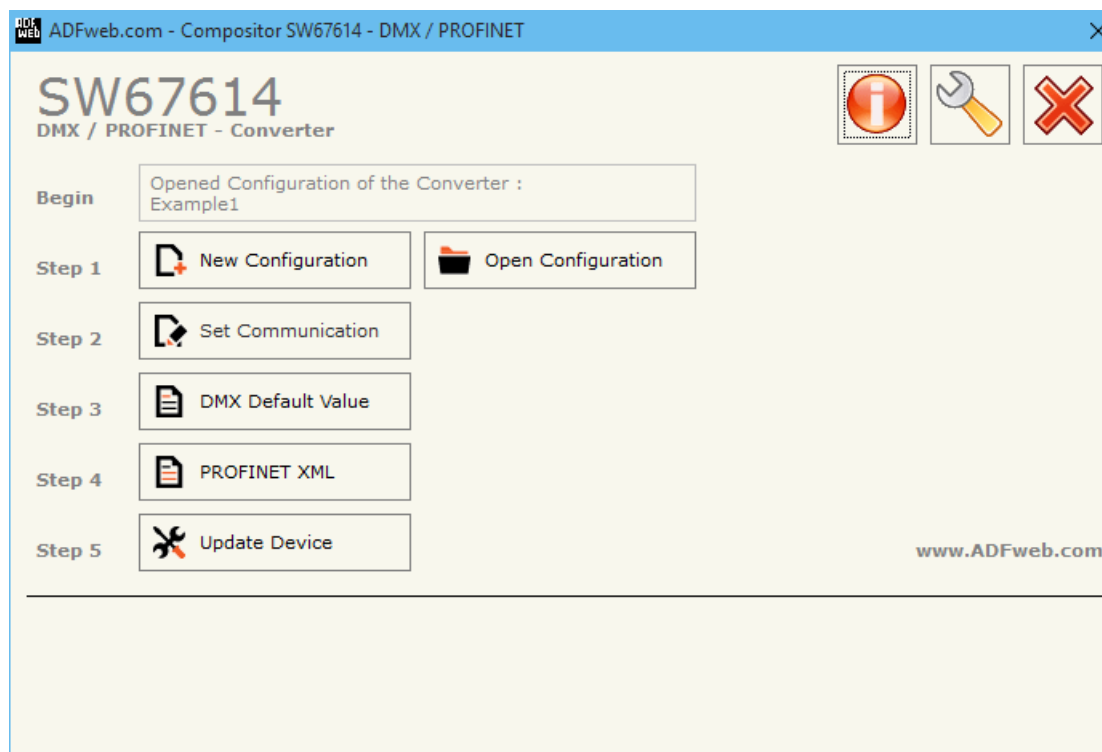 ADF
WEB
ADFweb.com - Compositor SW67614 - DMX / PROFINET
SW67614
DMX / PROFINET - Converter
Begin
Opened Configuration of the Converter :
Example1
Step 1
New Configuration
Open Configuration
Step 2
Set Communication
Step 3
DMX Default Value
Step 4
PROFINET XML
Step 5
Update Device
www.ADFweb.com